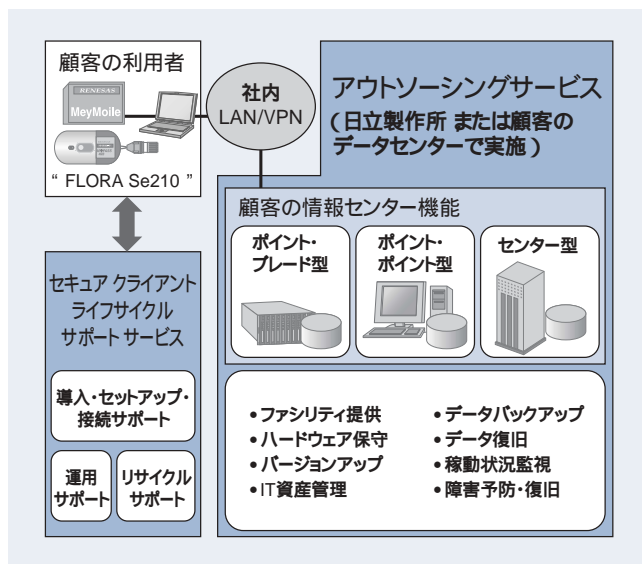 顧客の利用者
RENESAS
MeyMoile
“ FLORA Se210 ”
社内
LAN/VPN
アウトソーシングサービス
(日立製作所 または顧客の
データセンターで実施)
顧客の情報センター機能
ポイント・
ブレード型
ポイント・
ポイント型
センター型
セキュア クライアント
ライフサイクル
サポート サービス
導入・セットアップ・
接続サポート
運用
サポート
リサイクル
サポート
•ファシリティ提供
•ハードウェア保守
•バージョンアップ
•IT資産管理
•データバックアップ
•データ復旧
•稼動状況監視
•障害予防・復旧